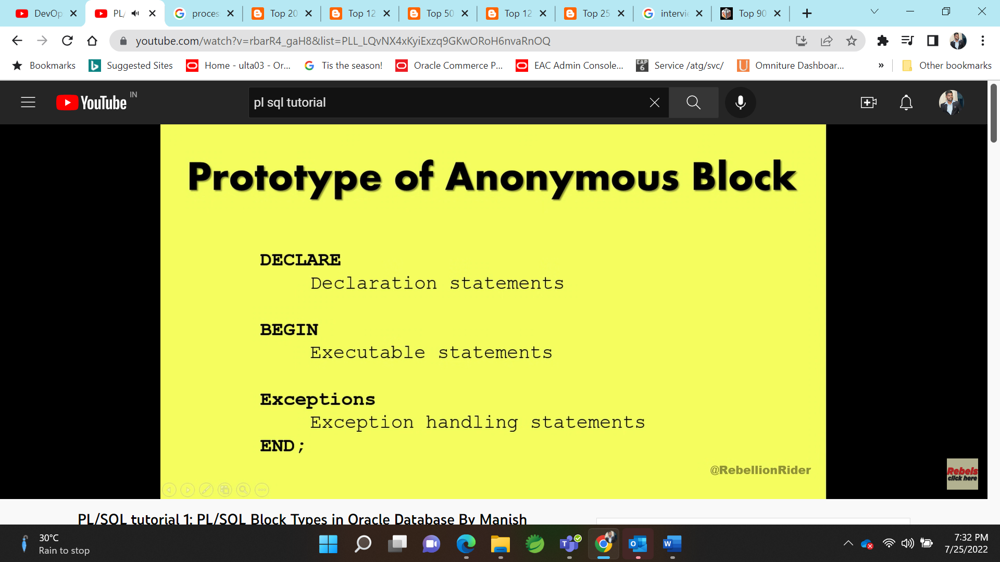 DevOp
PL/
proces
Top 20
Top 12
Top 50
Top 12
Top 25
intervie
Top 90
youtube.com/watch?v=rbarR4_gaH8&list=PLL_LQvNX4xKyiExzq9GKwORoH6nvaRnOQ
Bookmarks
Suggested Sites
Home - ulta03 - Or...
Tis the season!
Oracle Commerce P...
EAC Admin Console...
EAP 6
Service /atg/svc/
Omniture Dashboar...
»
Other bookmarks
YouTube IN
pl sql tutorial
Prototype of Anonymous Block
DECLARE
Declaration statements
BEGIN
Executable statements
Exceptions
Exception handling statements
END;
@RebellionRider
Rebels
click here
PL/SQL tutorial 1: PL/SQL Block Types in Oracle Database By Manish
30°C
Rain to stop
7:32 PM
7/25/2022